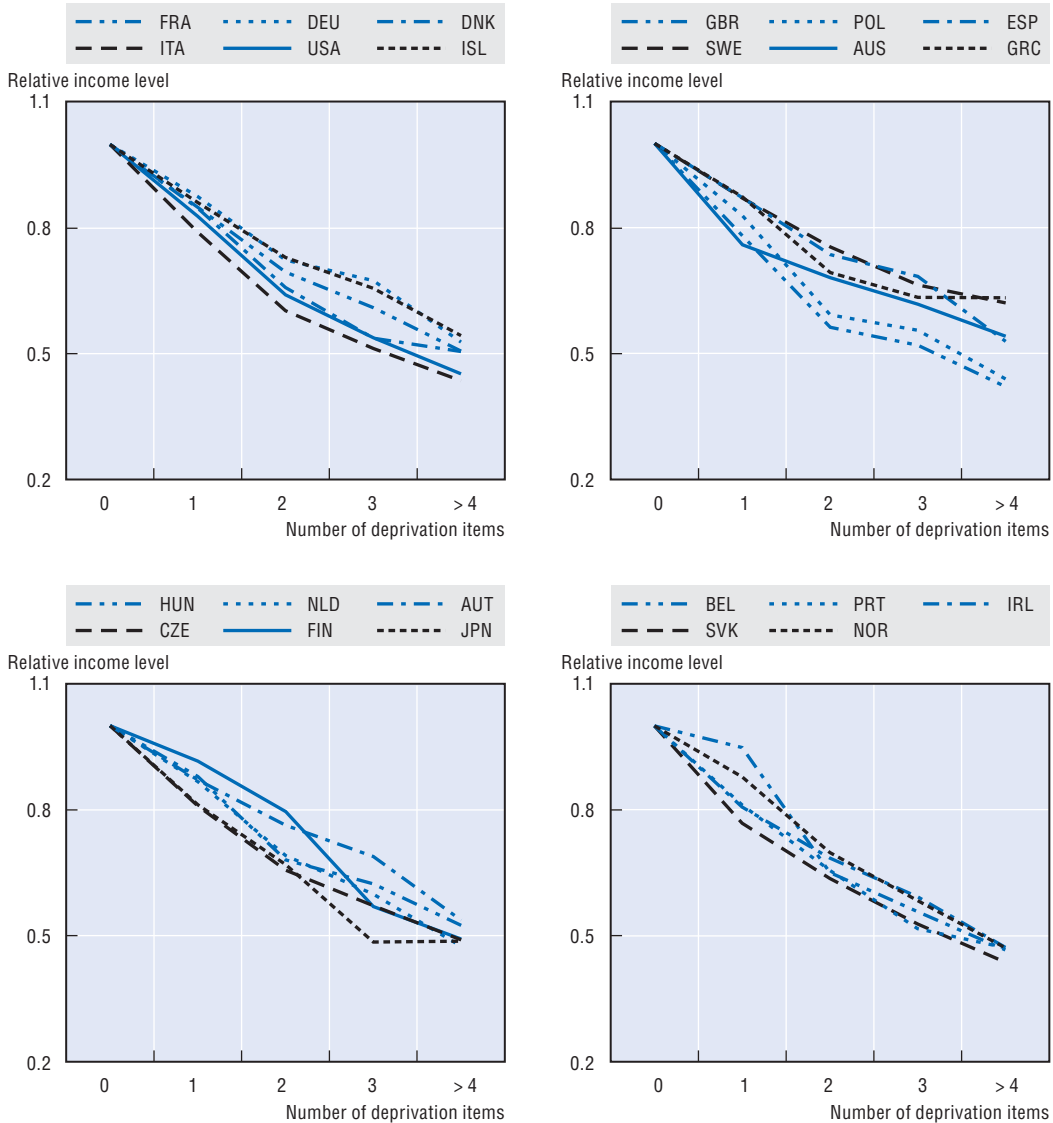 FRA DEU DNK
ITA USA ISL
Relative income level
1.1
0.8
0.5
0.2
0 1 2 3 > 4
Number of deprivation items
GBR POL ESP
SWE AUS GRC
Relative income level
1.1
0.8
0.5
0.2
0 1 2 3 > 4
Number of deprivation items
HUN NLD AUT
CZE FIN JPN
Relative income level
1.1
0.8
0.5
0.2
0 1 2 3 > 4
Number of deprivation items
BEL PRT IRL
SVK NOR
Relative income level
1.1
0.8
0.5
0.2
0 1 2 3 > 4
Number of deprivation items